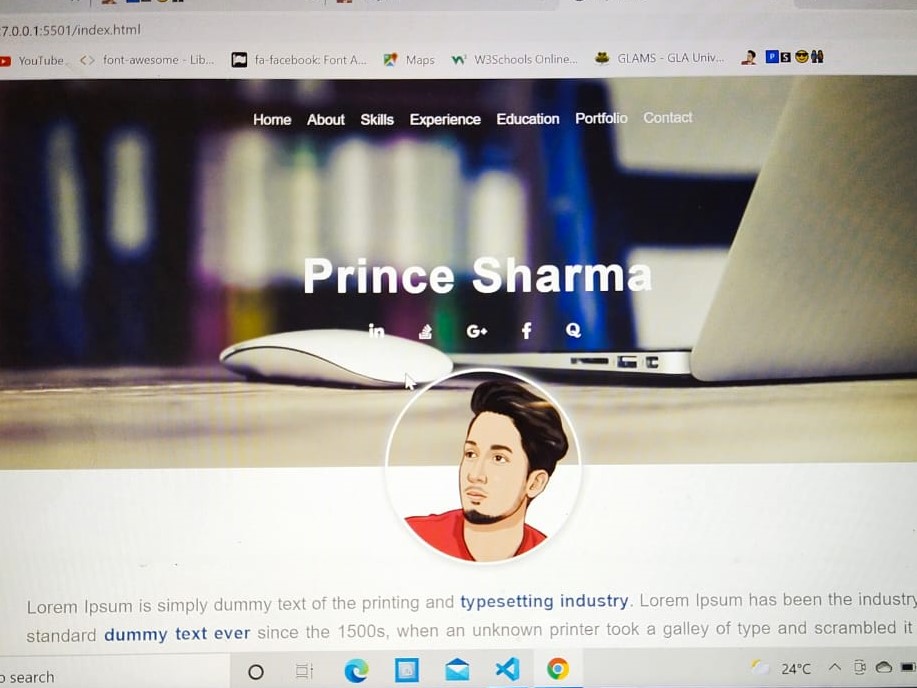 7.0.0.1:5501/index.html
YouTube font-awesome - Lib... fa-facebook: Font A... Maps W3Schools Online... GLAMS - GLA Univ... P S
Home About Skills Experience Education Portfolio Contact
Prince Sharma
in G+ f Q
Lorem Ipsum is simply dummy text of the printing and typesetting industry. Lorem Ipsum has been the industry
standard dummy text ever since the 1500s, when an unknown printer took a galley of type and scrambled it
o search 24°C